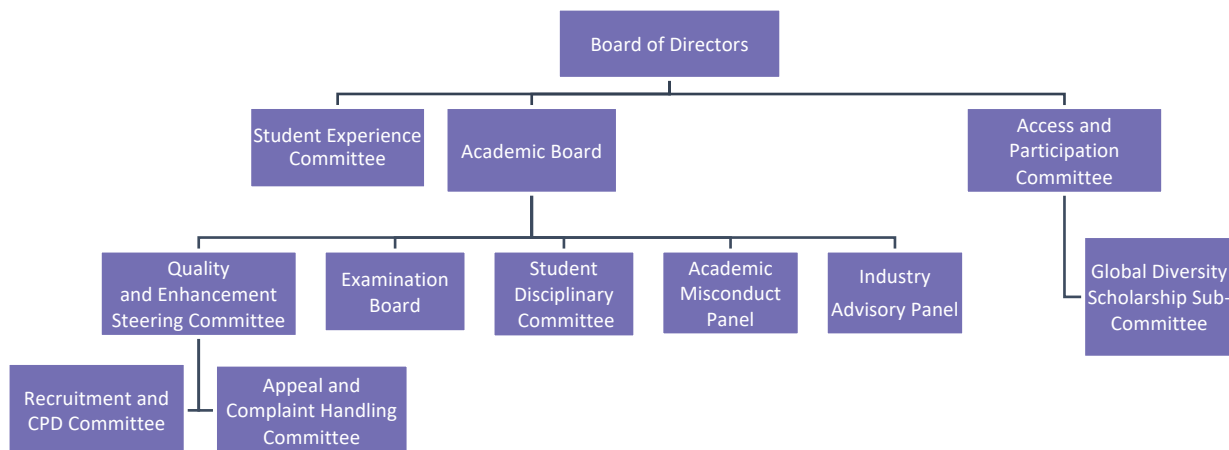 Board of Directors
Student Experience
Committee
Academic Board
Access and
Participation
Committee
Quality
and Enhancement
Steering Committee
Examination
Board
Student
Disciplinary
Committee
Academic
Misconduct
Panel
Industry
Advisory Panel
Global Diversity
Scholarship Sub-
Committee
Recruitment and
CPD Committee
Appeal and
Complaint Handling
Committee